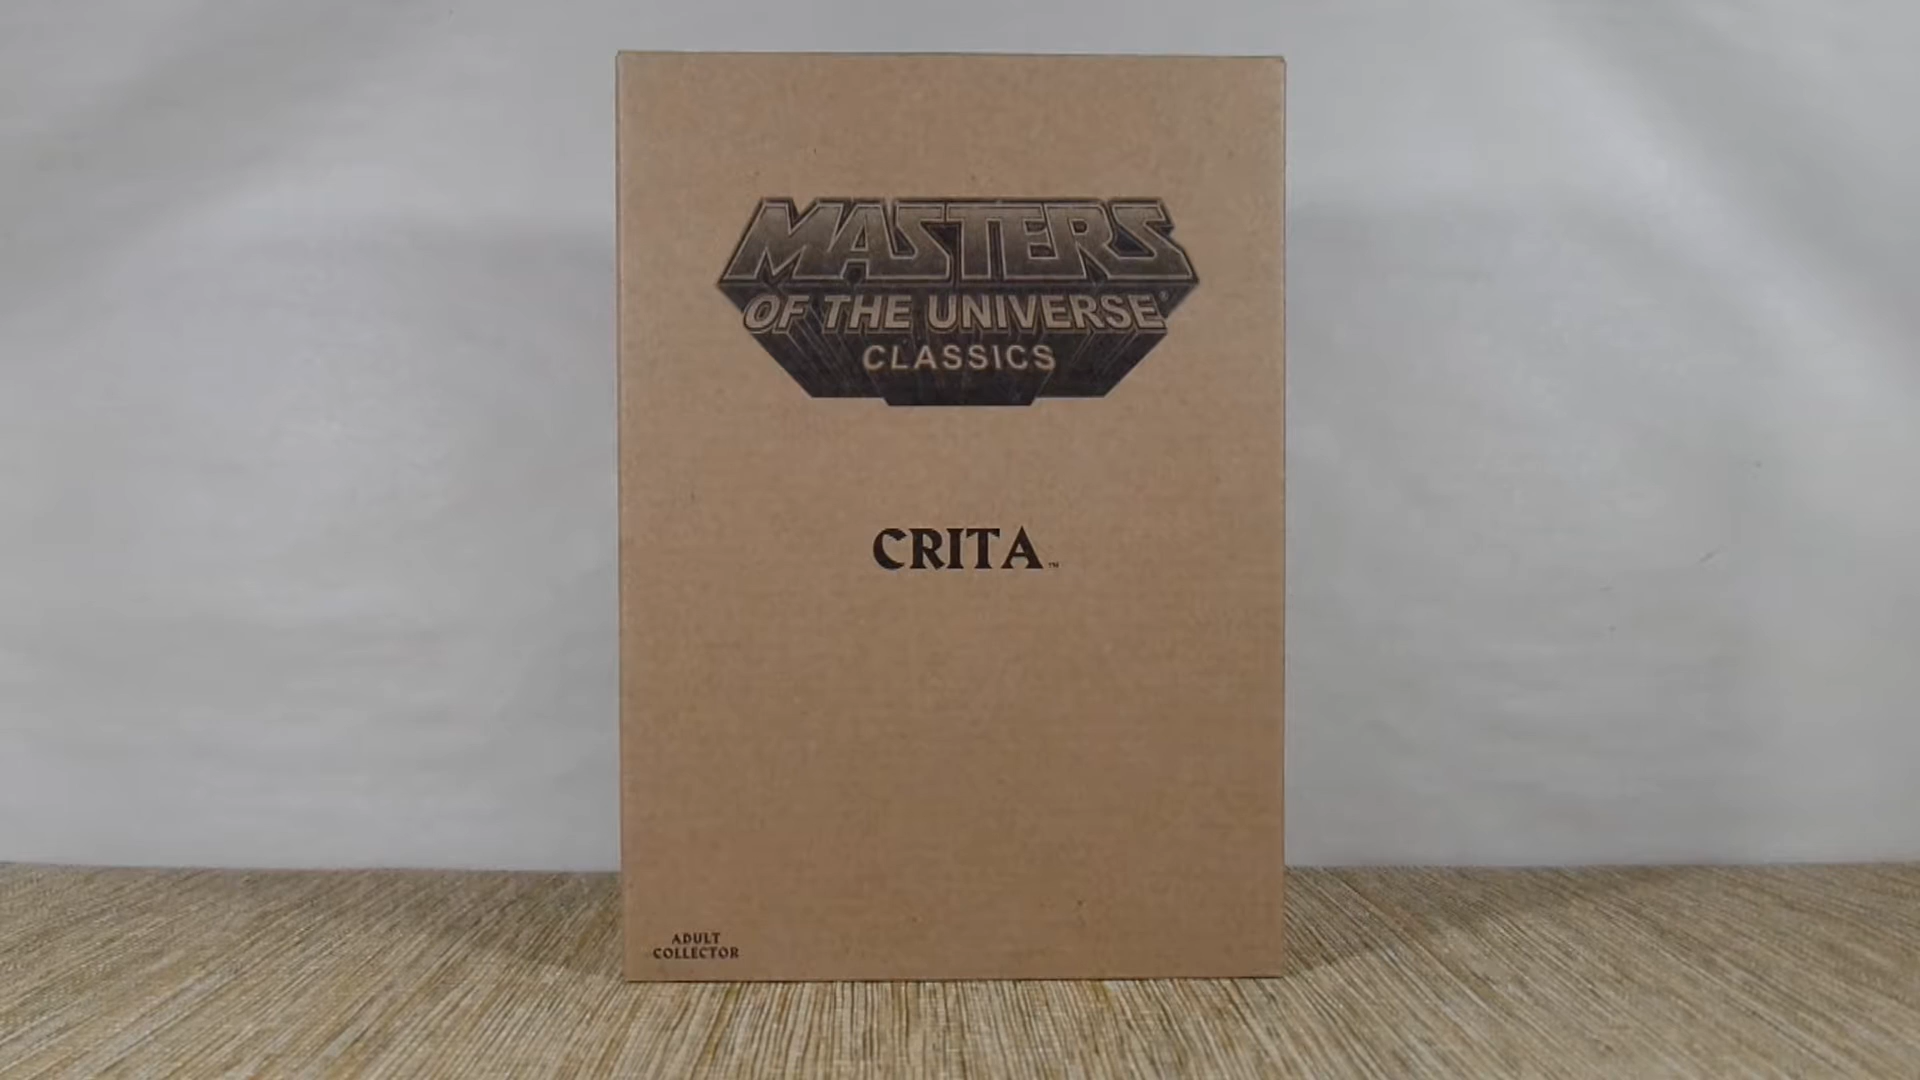 MASTERS
OF THE UNIVERSE®
CLASSICS
CRITA™
ADULT
COLLECTOR